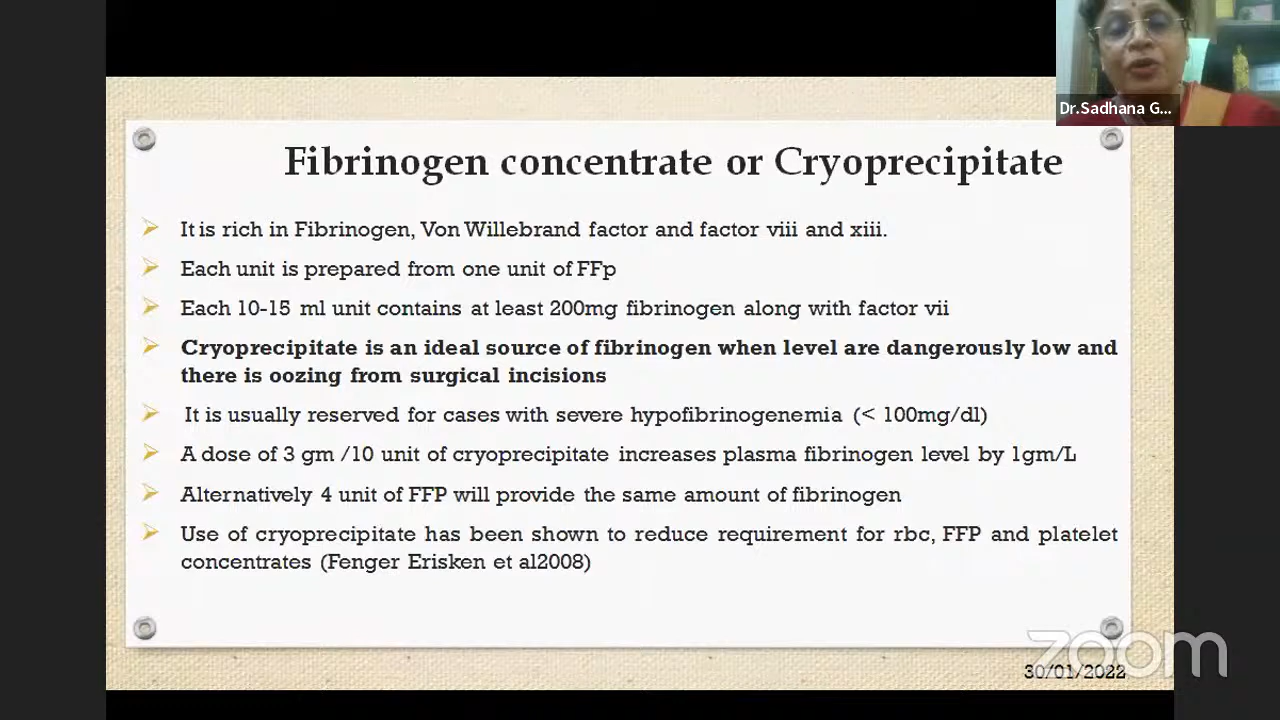 Dr.Sadhana G...
Fibrinogen concentrate or Cryoprecipitate
It is rich in Fibrinogen, Von Willebrand factor and factor viii and xiii.
Each unit is prepared from one unit of FFp
Each 10-15 ml unit contains at least 200mg fibrinogen along with factor vii
Cryoprecipitate is an ideal source of fibrinogen when level are dangerously low and
there is oozing from surgical incisions
It is usually reserved for cases with severe hypofibrinogenemia (< 100mg/dl)
A dose of 3 gm /10 unit of cryoprecipitate increases plasma fibrinogen level by 1gm/L
Alternatively 4 unit of FFP will provide the same amount of fibrinogen
Use of cryoprecipitate has been shown to reduce requirement for rbc, FFP and platelet
concentrates (Fenger Erisken et al2008)
zoom
30/01/2022